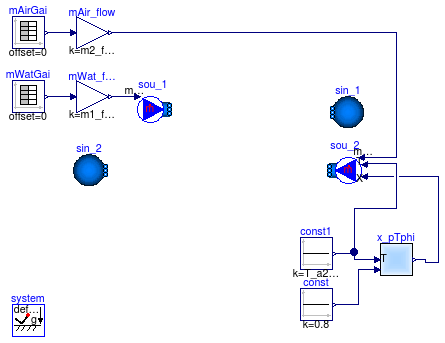 mAirGai
mAir_flow
offset=0
k=m2_f...
mWatGai
mWat_f...
m...
sou_1
offset=0
k=m1_f...
sin_1
sin_2
sou_2
m...
const1
x_pTphi
T
k=T_a2...
const
k=0.8
system
def...
g